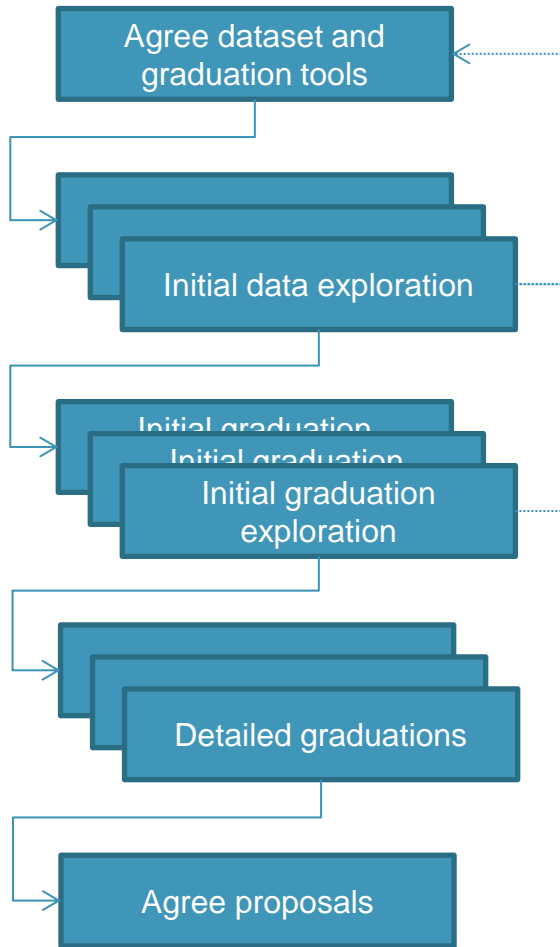 Agree dataset and
graduation tools
Initial data exploration
Initial graduation
Initial graduation
Initial graduation
exploration
Detailed graduations
Agree proposals